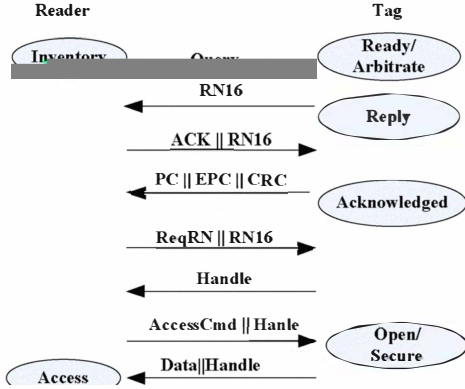 Reader
Tag
Inventory
Ready/
Arbitrate
RN16
Reply
ACK || RN16
PC || EPC || CRC
Acknowledged
ReqRN || RN16
Handle
AccessCmd || Hanle
Open/
Secure
Data||Handle
Access